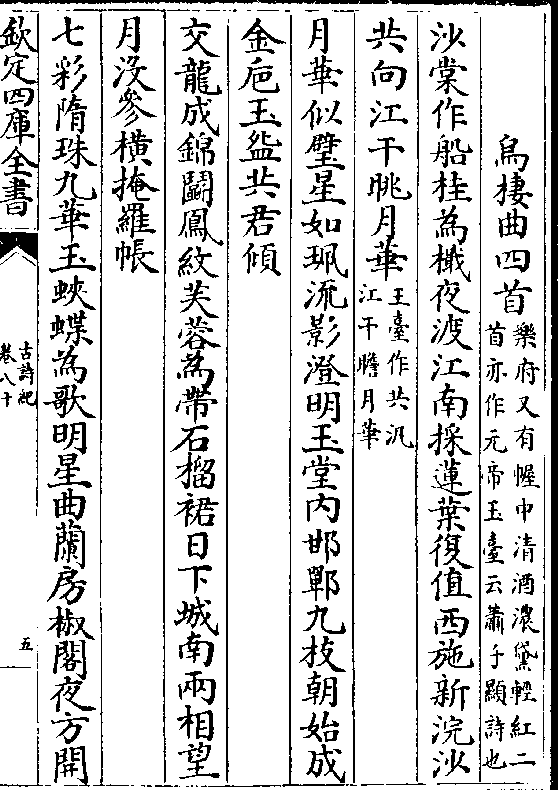 烏棲曲四首樂府又有幄中清酒濃黛輕紅二
首亦作元帝玉臺云蕭子顯詩也
沙棠作船桂為檝夜渡江南採蓮葉復值西施新浣沙
共向江干眺月華玉臺作共汎
江干瞻月華
月華似璧星如珮流影澄明玉堂内邯鄲九枝朝始成
金巵玉盌共君傾
交龍成錦鬭鳳紋芙蓉為帶石榴裙日下城南兩相望
月沒參橫掩羅帳
七彩隋珠九華玉蛺蝶為歌明星曲蘭房椒閣夜方開
欽定四庫全書
古詩紀
卷八十
五